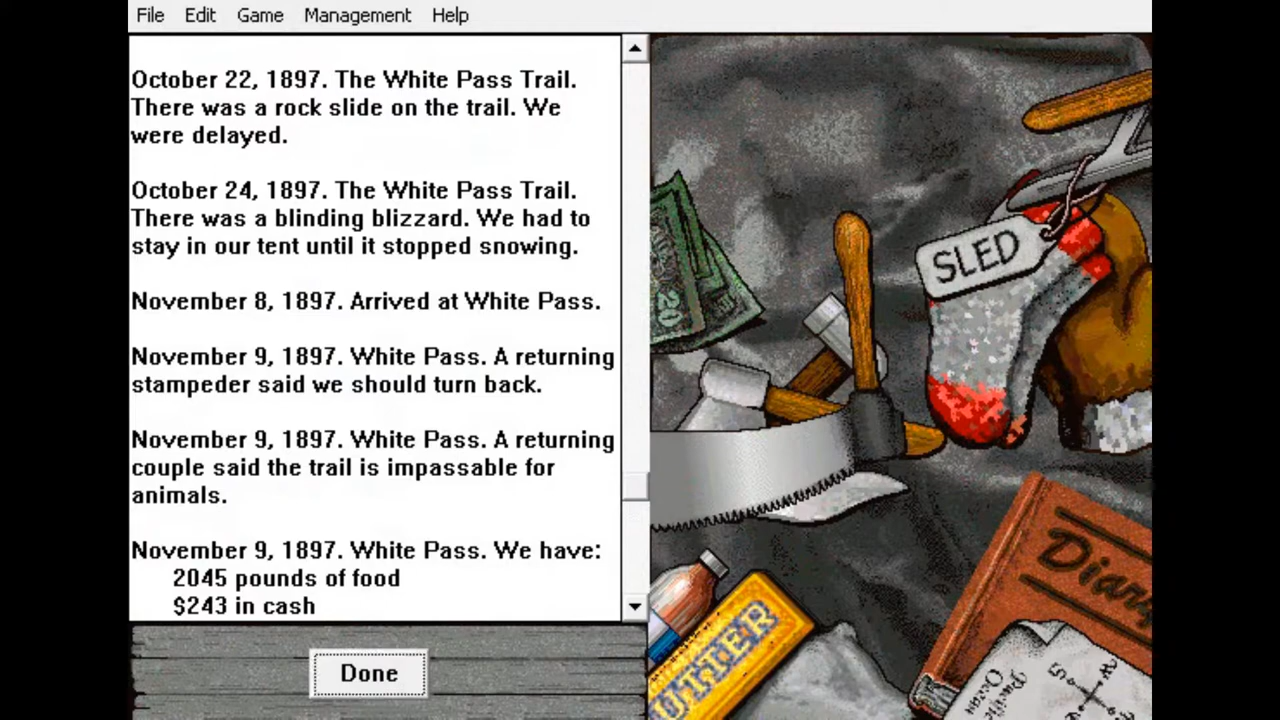 File Edit Game Management Help
October 22, 1897. The White Pass Trail.
There was a rock slide on the trail. We
were delayed.
October 24, 1897. The White Pass Trail.
There was a blinding blizzard. We had to
stay in our tent until it stopped snowing.
November 8, 1897. Arrived at White Pass.
November 9, 1897. White Pass. A returning
stampeder said we should turn back.
November 9, 1897. White Pass. A returning
couple said the trail is impassable for
animals.
November 9, 1897. White Pass. We have:
2045 pounds of food
$243 in cash
Done
20
SLED
Diary
Pacific
Ocean